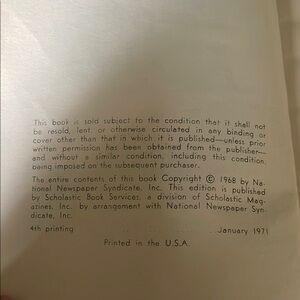 This book is sold subject to the condition that it shall not
be resold, lent, or otherwise circulated in any binding or
cover other than that in which it is published—unless prior
written permission has been obtained from the publisher—
and without a similar condition, including this condition,
being imposed on the subsequent purchaser.
The entire contents of this book Copyright © 1968 by Na-
tional Newspaper Syndicate, Inc. This edition is published
by Scholastic Book Services, a division of Scholastic Mag-
azines, Inc. by arrangement with National Newspaper Syn-
dicate, Inc.
4th printing ... January 1971
Printed in the U.S.A.